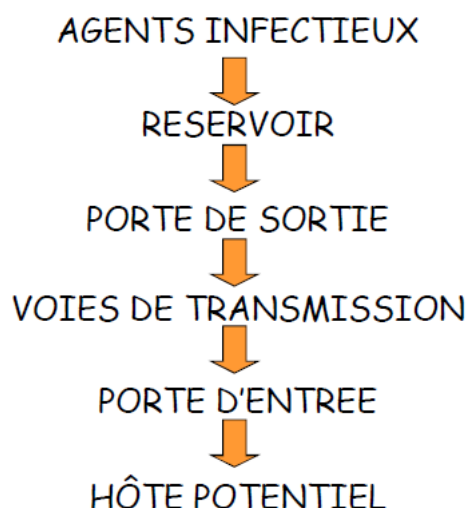 AGENTS INFECTIEUX
RESERVOIR
PORTE DE SORTIE
VOIES DE TRANSMISSION
PORTE D'ENTREE
HÔTE POTENTIEL